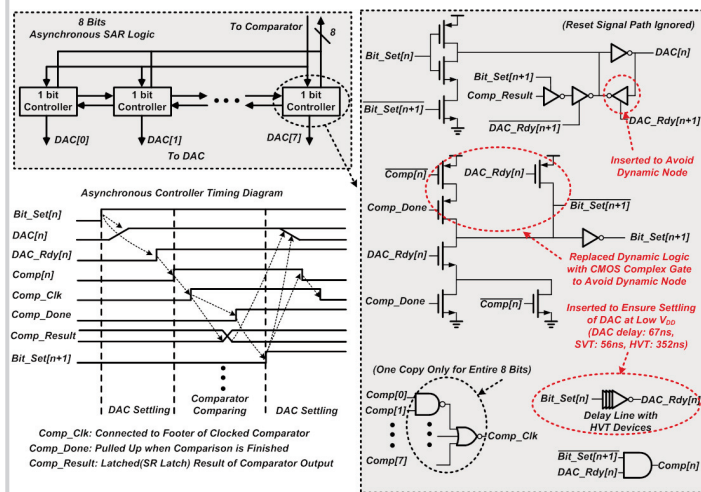 8 Bits
Asynchronous SAR Logic
To Comparator
8
1 bit
Controller
1 bit
Controller
1 bit
Controller
DAC[0]
DAC[1]
DAC[7]
To DAC
Asynchronous Controller Timing Diagram
Bit_Set[n]
DAC[n]
DAC_Rdy[n]
Comp[n]
Comp_Clk
Comp_Done
Comp_Result
Bit_Set[n+1]
DAC Settling
Comparator
Comparing
DAC Settling
Comp_Clk: Connected to Footer of Clocked Comparator
Comp_Done: Pulled Up when Comparison is Finished
Comp_Result: Latched(SR Latch) Result of Comparator Output
(Reset Signal Path Ignored)
Bit_Set[n]
DAC[n]
Bit_Set[n+1]
Comp_Result
Bit_Set[n+1]
DAC_Rdy[n+1]
DAC_Rdy[n+1]
Inserted to Avoid
Dynamic Node
Comp[n]
DAC_Rdy[n]
Comp_Done
Bit_Set[n+1]
Bit_Set[n+1]
DAC_Rdy[n]
Replaced Dynamic Logic
with CMOS Complex Gate
to Avoid Dynamic Node
Comp_Done
Comp[n]
Inserted to Ensure Settling
of DAC at Low VDD
(DAC delay: 67ns,
SVT: 56ns, HVT: 352ns)
(One Copy Only for Entire 8 Bits)
Comp[0]
Comp[1]
Comp[7]
Comp_Clk
Bit_Set[n]
DAC_Rdy[n]
Delay Line with
HVT Devices
Bit_Set[n+1]
DAC_Rdy[n]
Comp[n]